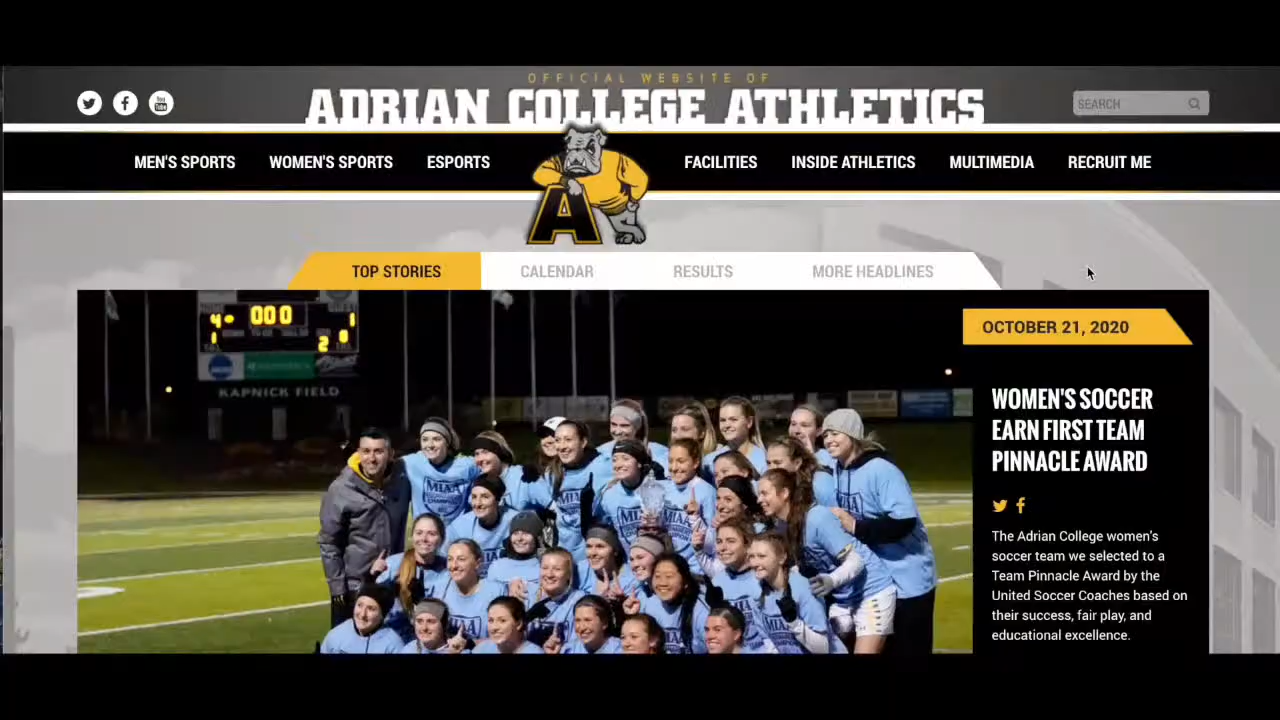 OFFICIAL WEBSITE OF
ADRIAN COLLEGE ATHLETICS
SEARCH
MEN'S SPORTS
WOMEN'S SPORTS
ESPORTS
A
FACILITIES
INSIDE ATHLETICS
MULTIMEDIA
RECRUIT ME
TOP STORIES
CALENDAR
RESULTS
MORE HEADLINES
000
KAPNICK FIELD
MIAA
OCTOBER 21, 2020
WOMEN'S SOCCER
EARN FIRST TEAM
PINNACLE AWARD
The Adrian College women's
soccer team we selected to a
Team Pinnacle Award by the
United Soccer Coaches based on
their success, fair play, and
educational excellence.